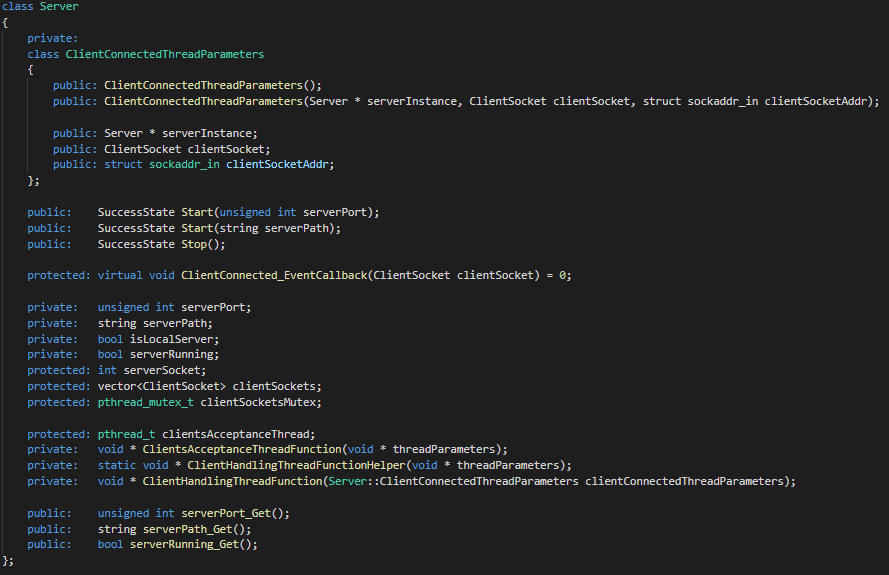 class Server
{
    private:
    class ClientConnectedThreadParameters
    {
        public: ClientConnectedThreadParameters();
        public: ClientConnectedThreadParameters(Server * serverInstance, ClientSocket clientSocket, struct sockaddr_in clientSocketAddr);

        public: Server * serverInstance;
        public: ClientSocket clientSocket;
        public: struct sockaddr_in clientSocketAddr;
    };

    public:    SuccessState Start(unsigned int serverPort);
    public:    SuccessState Start(string serverPath);
    public:    SuccessState Stop();

    protected: virtual void ClientConnected_EventCallback(ClientSocket clientSocket) = 0;

    private:   unsigned int serverPort;
    private:   string serverPath;
    private:   bool isLocalServer;
    private:   bool serverRunning;
    protected: int serverSocket;
    protected: vector<ClientSocket> clientSockets;
    protected: pthread_mutex_t clientSocketsMutex;

    protected: pthread_t clientsAcceptanceThread;
    private:   void * ClientsAcceptanceThreadFunction(void * threadParameters);
    private:   static void * ClientHandlingThreadFunctionHelper(void * threadParameters);
    private:   void * ClientHandlingThreadFunction(Server::ClientConnectedThreadParameters clientConnectedThreadParameters);

    public:    unsigned int serverPort_Get();
    public:    string serverPath_Get();
    public:    bool serverRunning_Get();
};